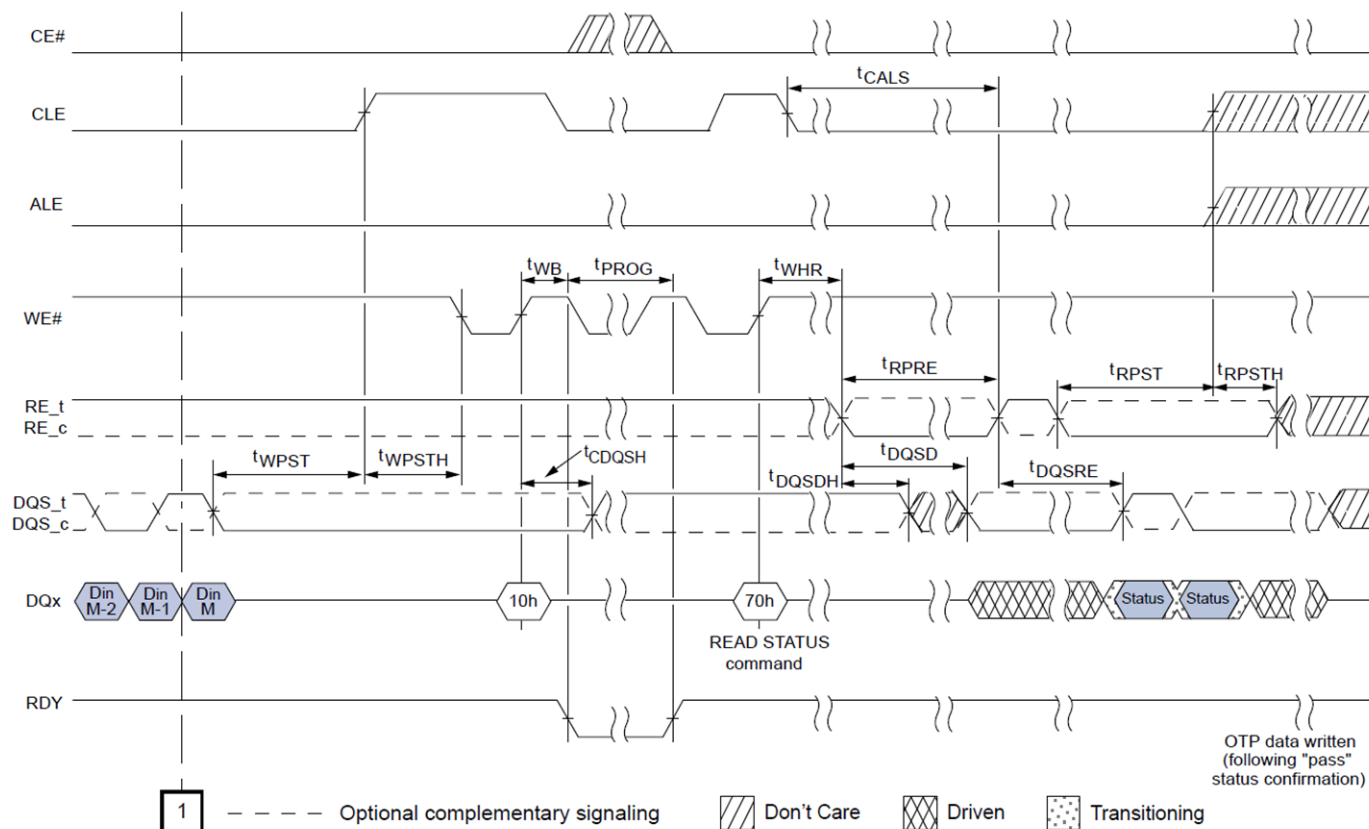 CE#
tCALS
CLE
ALE
tWB tPROG tWHR
WE#
tRPRE tRPST tRPSTH
RE_t
RE_c
tWPST tWPSTH tCDQSH tDQSD
tDQSDH tDQSRE
DQS_t
DQS_c
DQx
Din
M-2
Din
M-1
Din
M
10h
70h
Status
Status
READ STATUS
command
RDY
OTP data written
(following "pass"
status confirmation)
1 Optional complementary signaling Don't Care Driven Transitioning